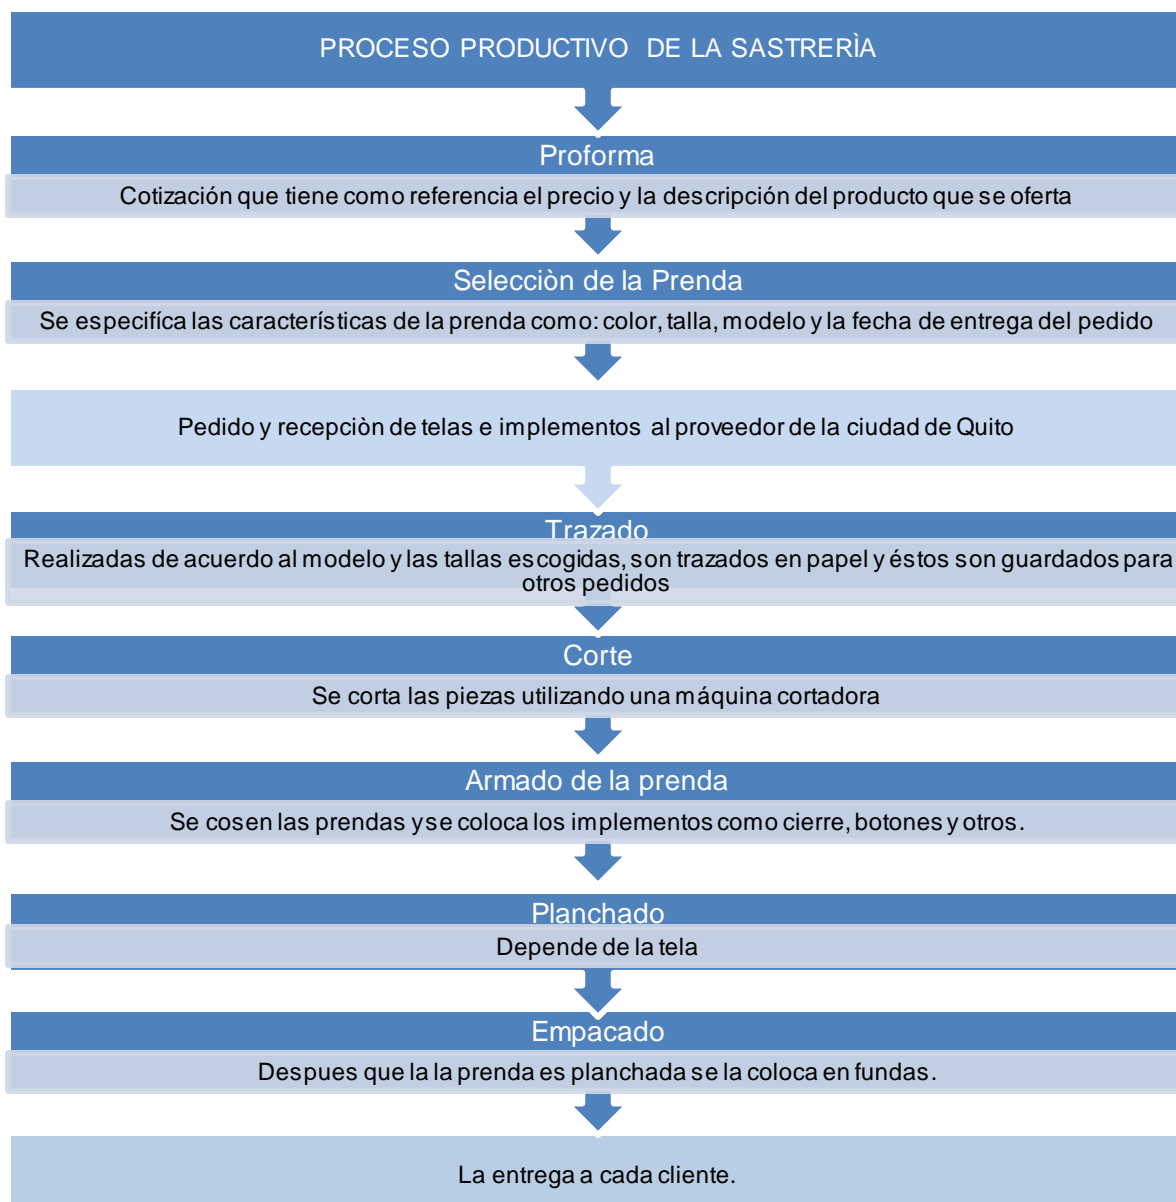 PROCESO PRODUCTIVO DE LA SASTRERÌA
Proforma
Cotización que tiene como referencia el precio y la descripción del producto que se oferta
Selecciòn de la Prenda
Se especifíca las características de la prenda como: color, talla, modelo y la fecha de entrega del pedido
Pedido y recepciòn de telas e implementos al proveedor de la ciudad de Quito
Trazado
Realizadas de acuerdo al modelo y las tallas escogidas, son trazados en papel y éstos son guardados para
otros pedidos
Corte
Se corta las piezas utilizando una máquina cortadora
Armado de la prenda
Se cosen las prendas y se coloca los implementos como cierre, botones y otros.
Planchado
Depende de la tela
Empacado
Despues que la la prenda es planchada se la coloca en fundas.
La entrega a cada cliente.